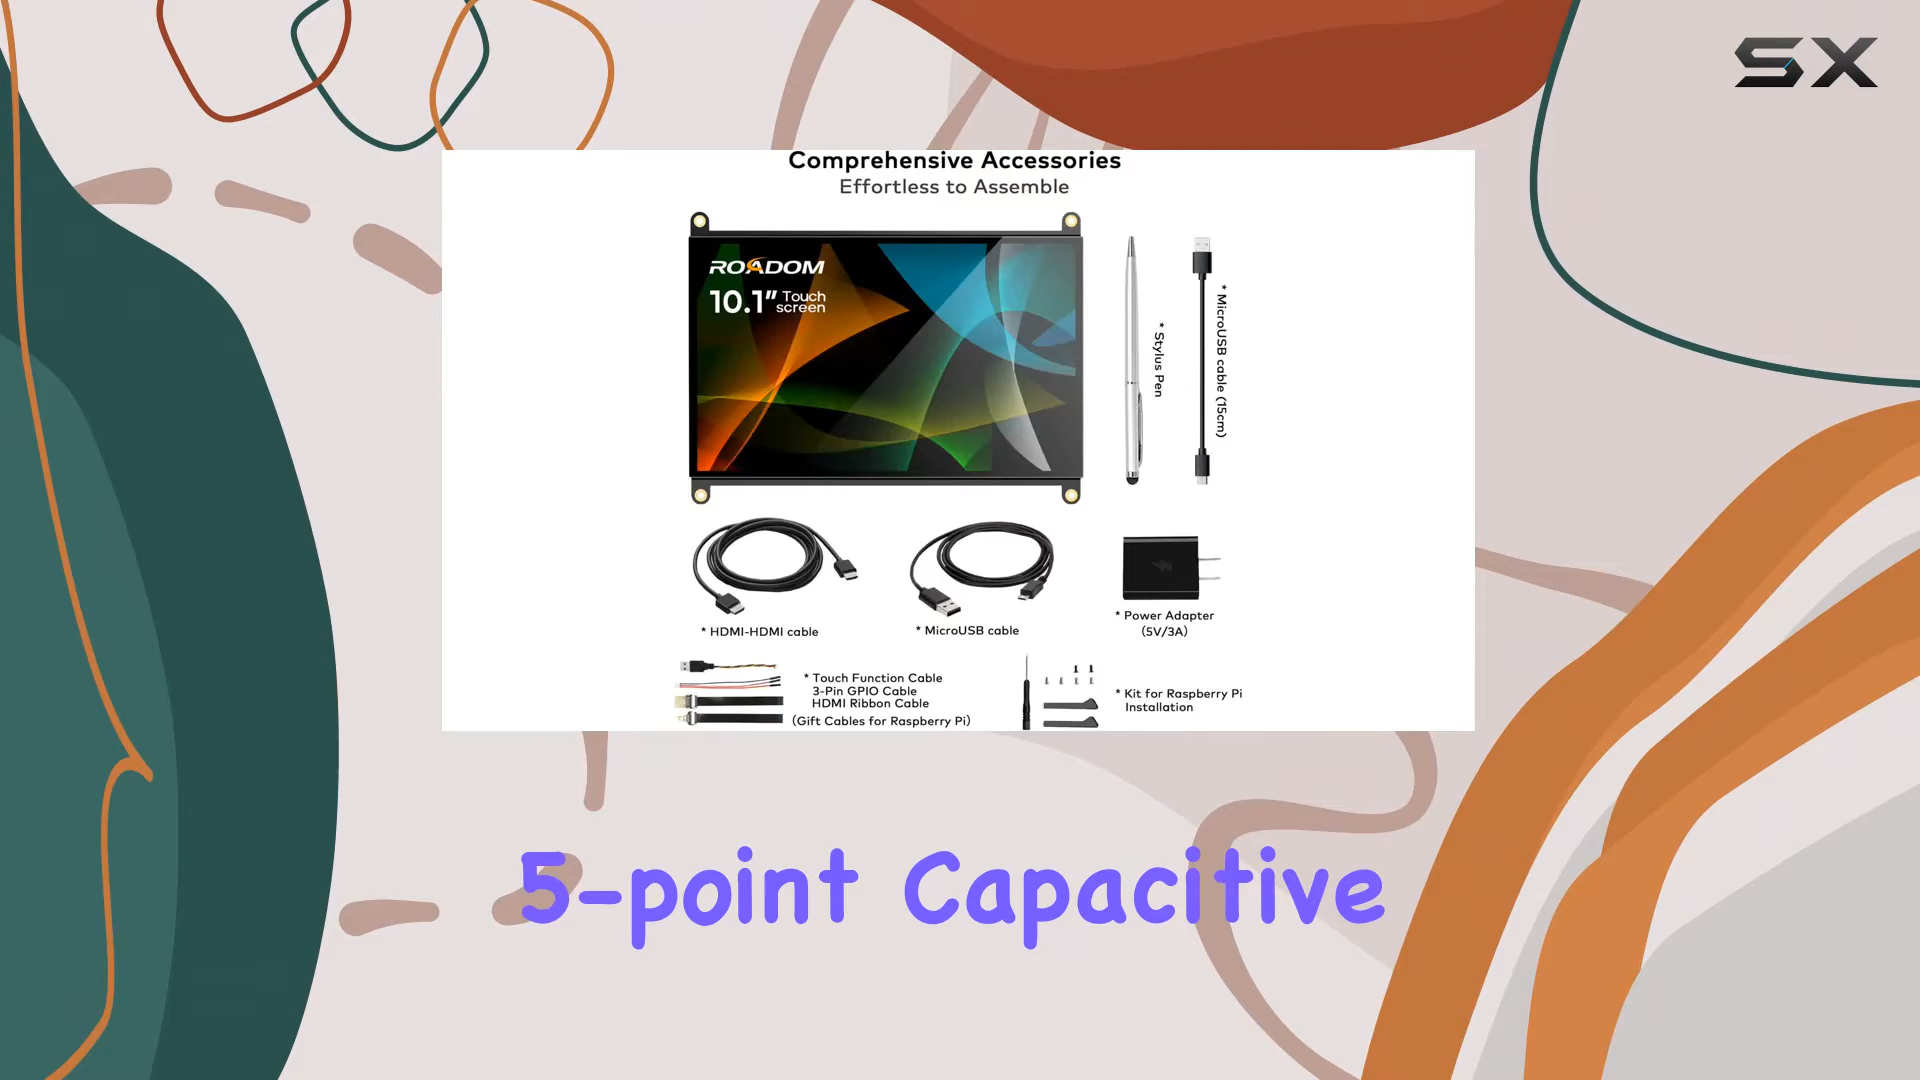 SX
Comprehensive Accessories
Effortless to Assemble
ROADOM
10.1" Touch screen
* Stylus Pen
* MicroUSB cable (15cm)
* HDMI-HDMI cable
* MicroUSB cable
* Power Adapter
(5V/3A)
* Touch Function Cable
3-Pin GPIO Cable
HDMI Ribbon Cable
(Gift Cables for Raspberry Pi)
* Kit for Raspberry Pi
Installation
5-point Capacitive